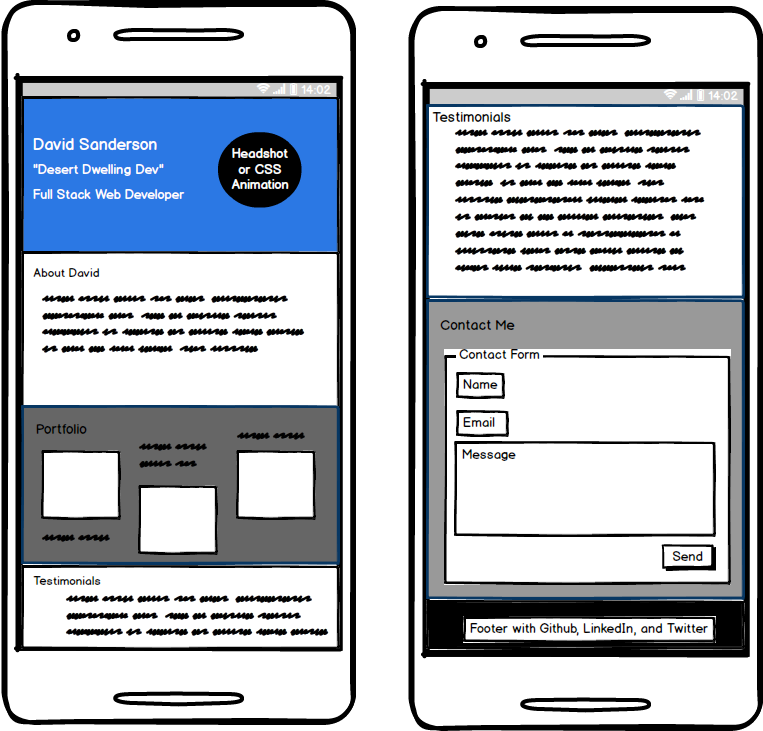 14:02
David Sanderson
"Desert Dwelling Dev"
Full Stack Web Developer
Headshot
or CSS
Animation
About David
Portfolio
Testimonials
14:02
Testimonials
Contact Me
Contact Form
Name
Email
Message
Send
Footer with Github, LinkedIn, and Twitter